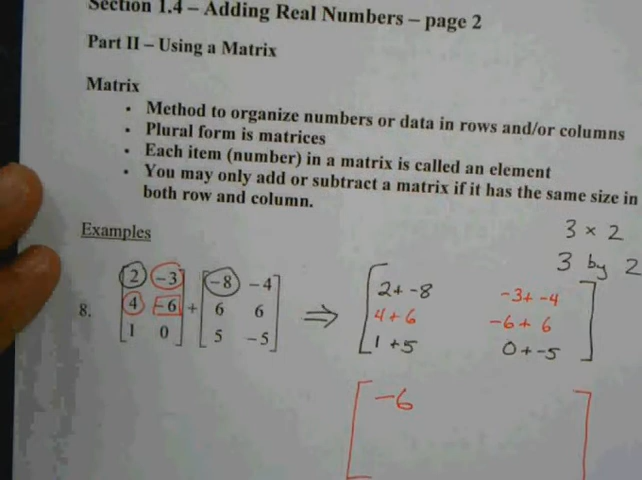 Section 1.4 – Adding Real Numbers – page 2
Part II – Using a Matrix
Matrix
• Method to organize numbers or data in rows and/or columns
• Plural form is matrices
• Each item (number) in a matrix is called an element
• You may only add or subtract a matrix if it has the same size in
both row and column.
3 × 2
Examples
3 by 2
8. [2 -3] + [-8 -4] ⇒ [2+-8 -3+-4]
[4 -6] [6 6] [4+6 -6+6]
[1 0] [5 -5] [1+5 0+-5]
[-6 ]